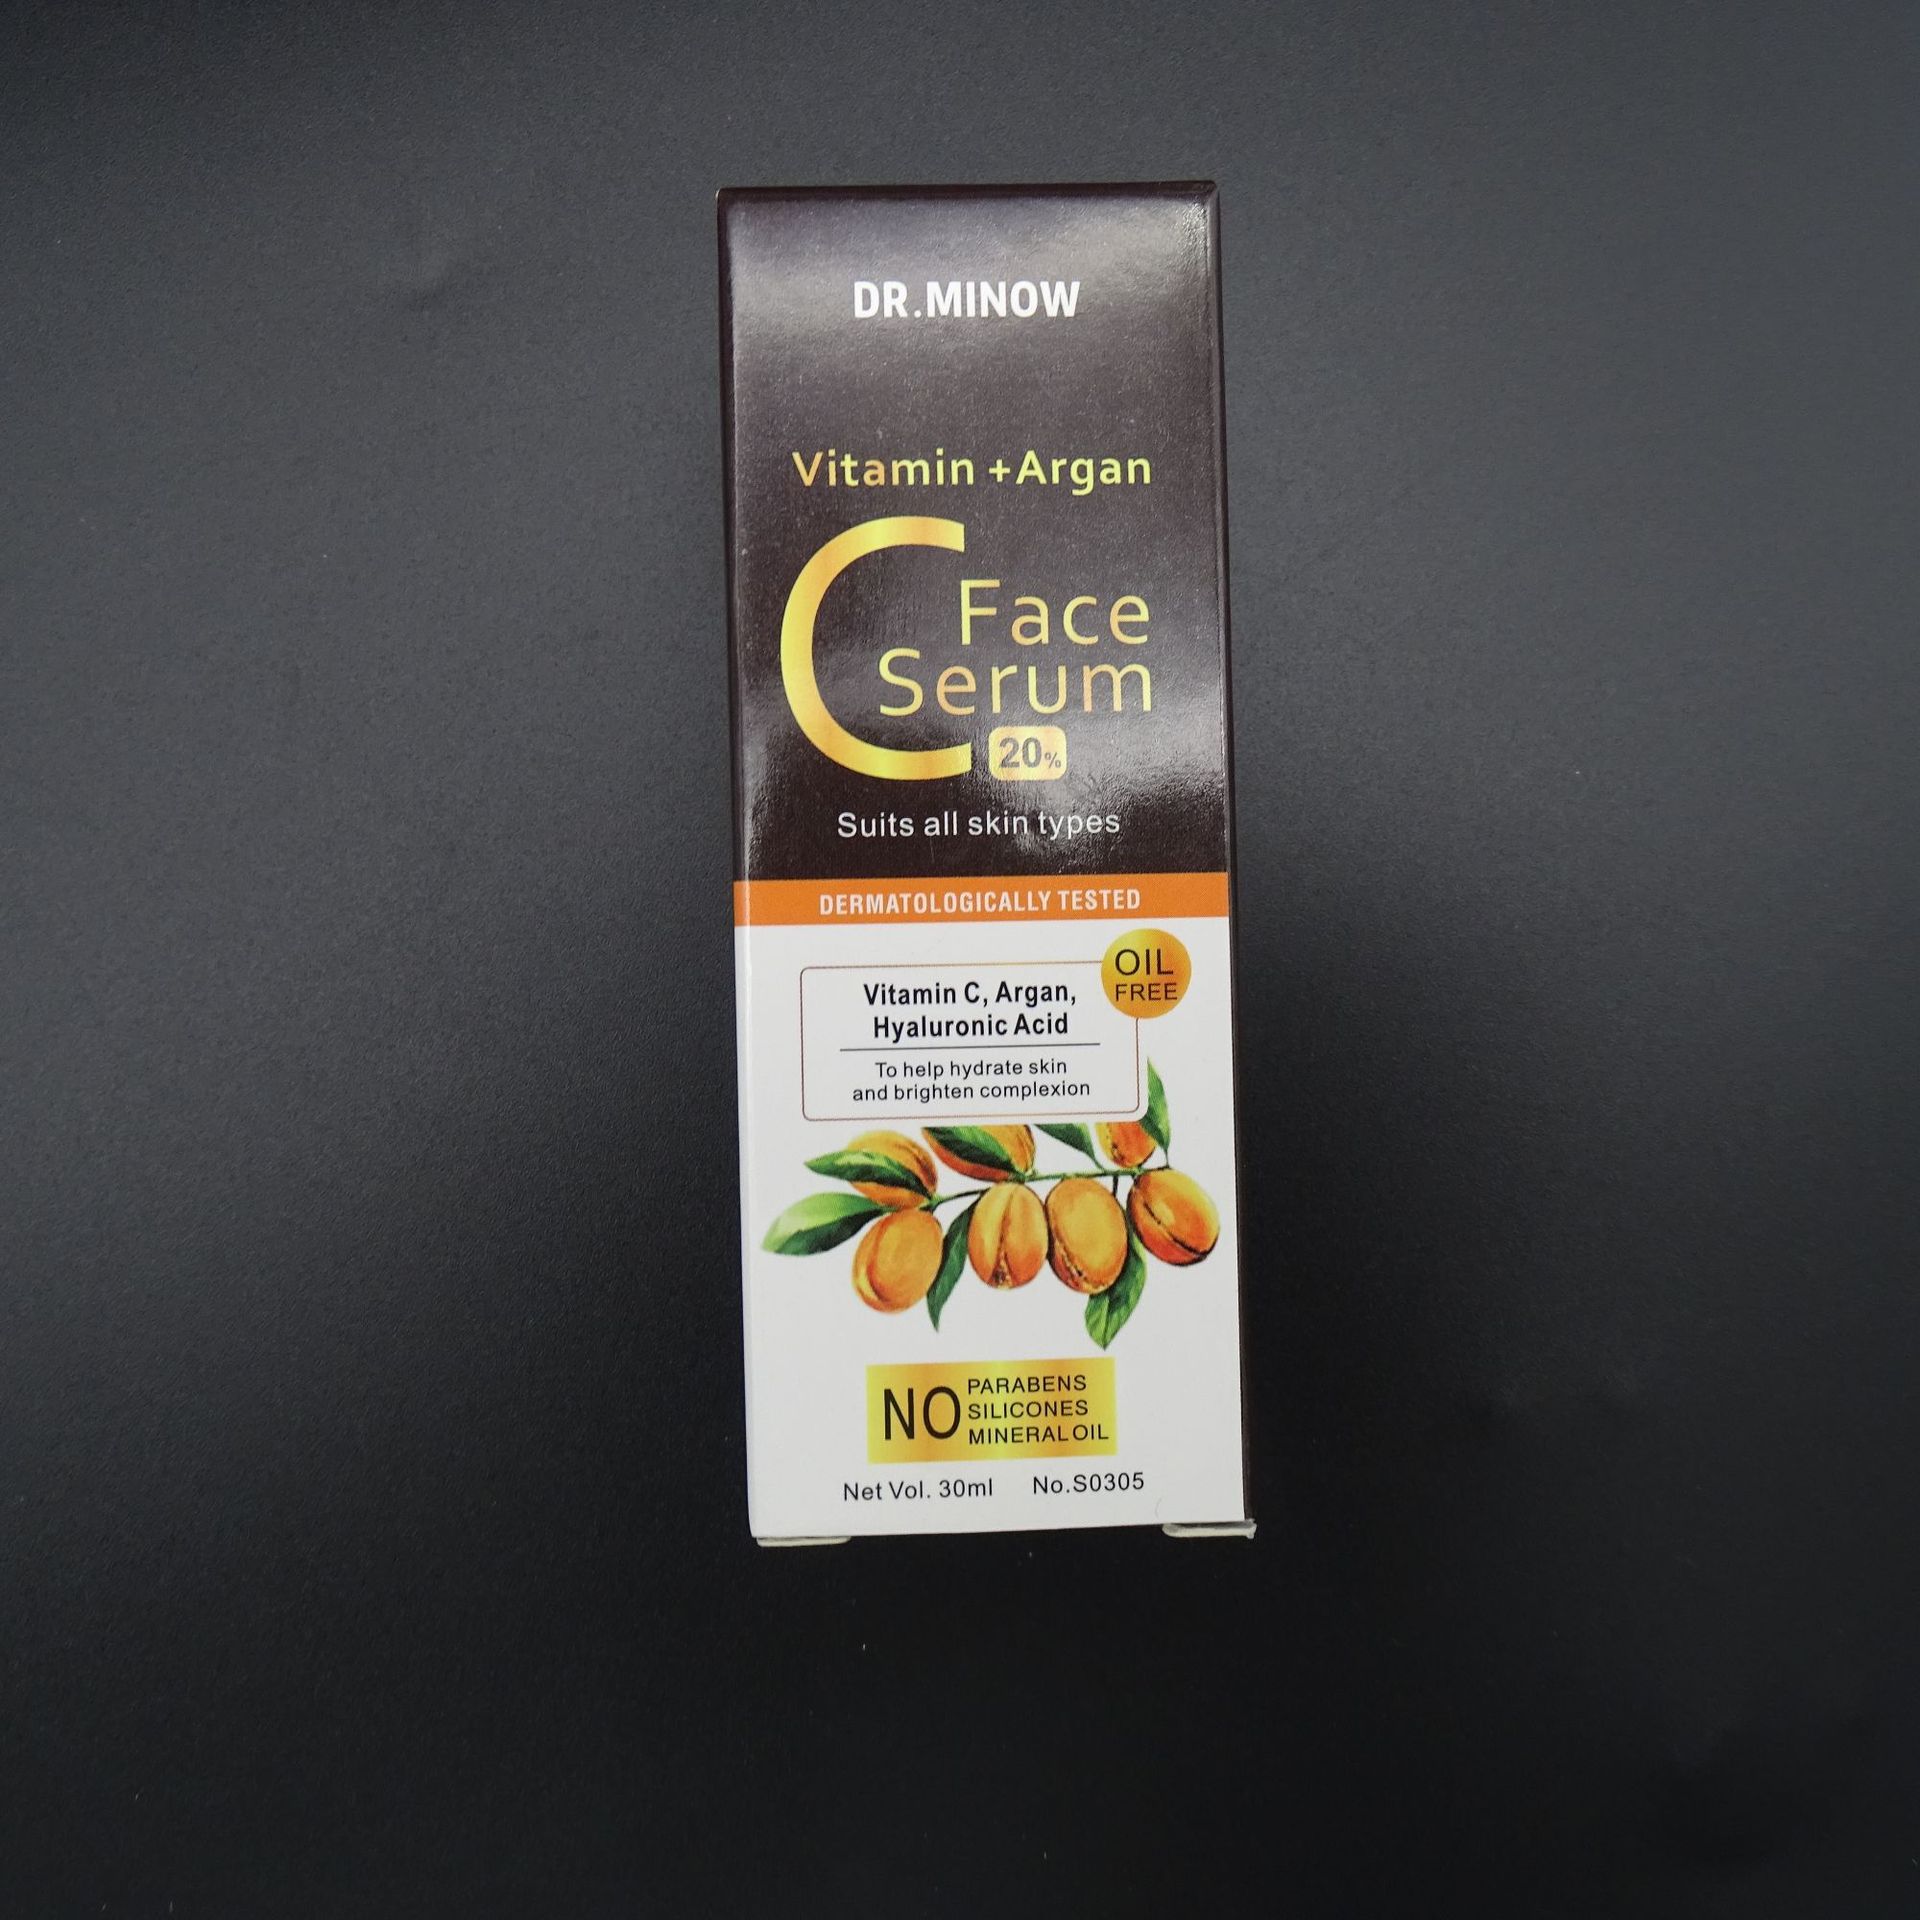 DR.MINOW
Vitamin +Argan
C Face
Serum
20%
Suits all skin types
DERMATOLOGICALLY TESTED
OIL
FREE
Vitamin C, Argan,
Hyaluronic Acid
To help hydrate skin
and brighten complexion
NO PARABENS
SILICONES
MINERAL OIL
Net Vol. 30ml No.S0305